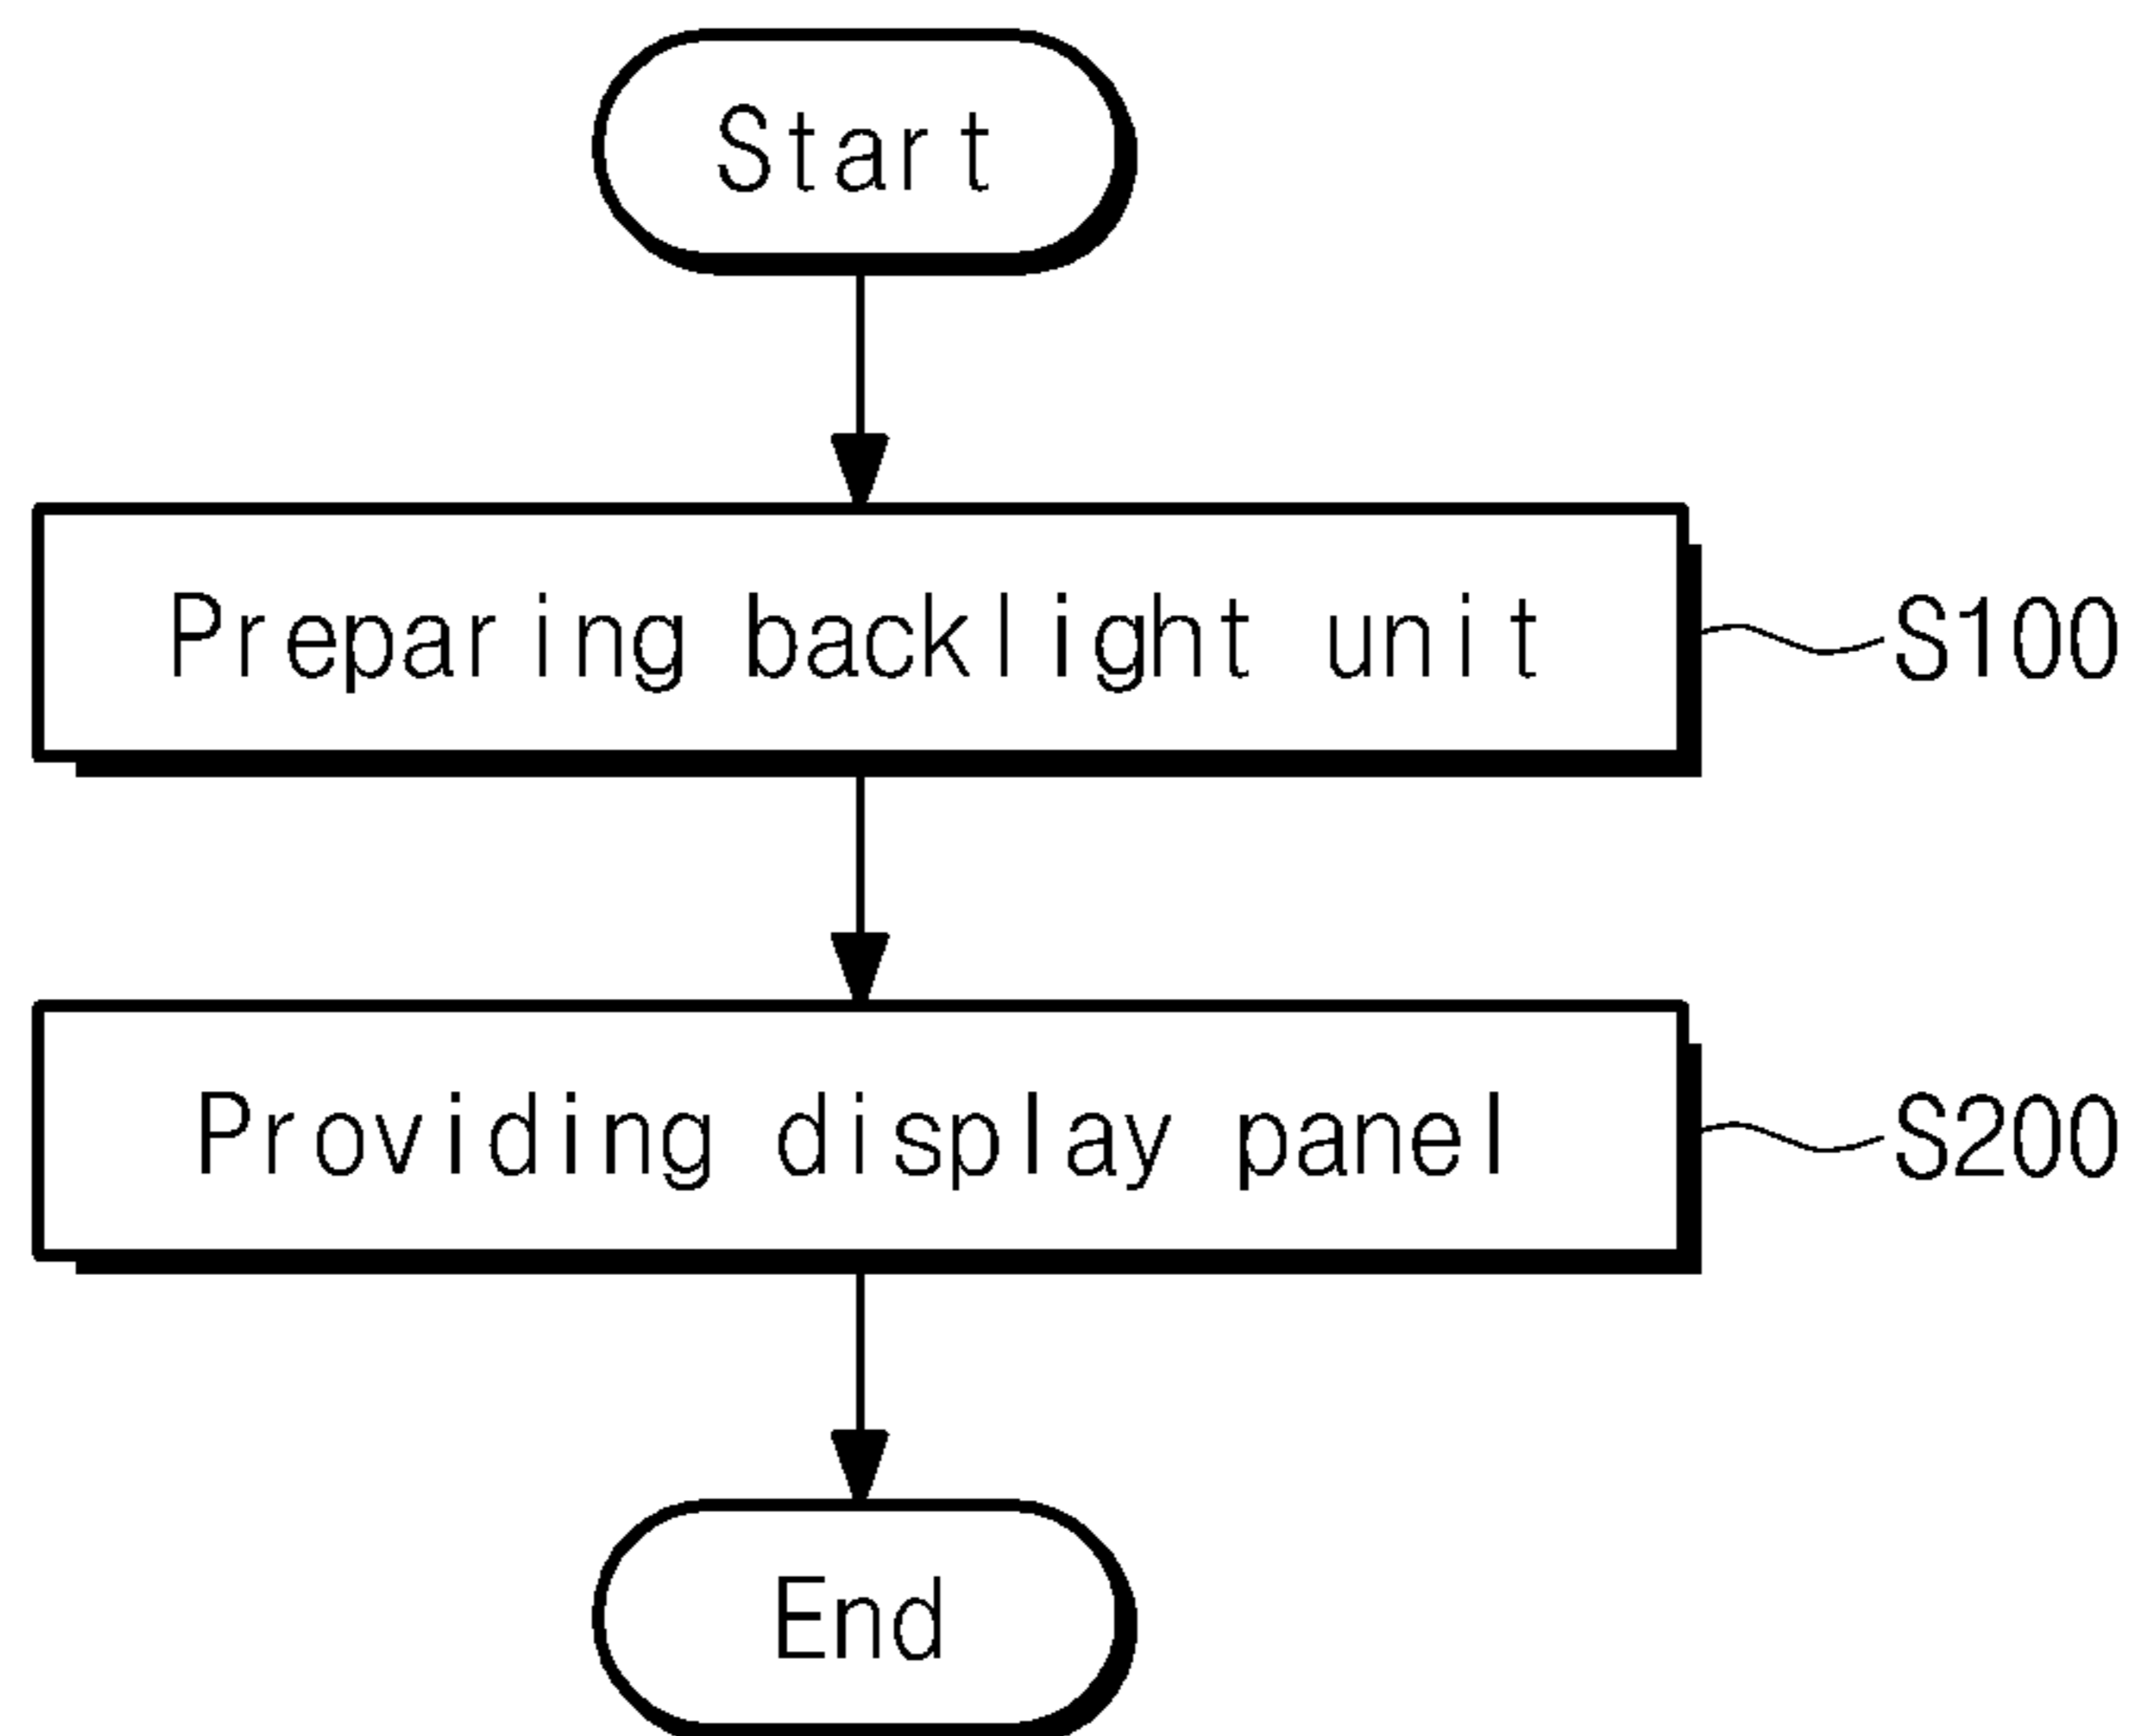 Start
Preparing backlight unit
S100
Providing display panel
S200
End